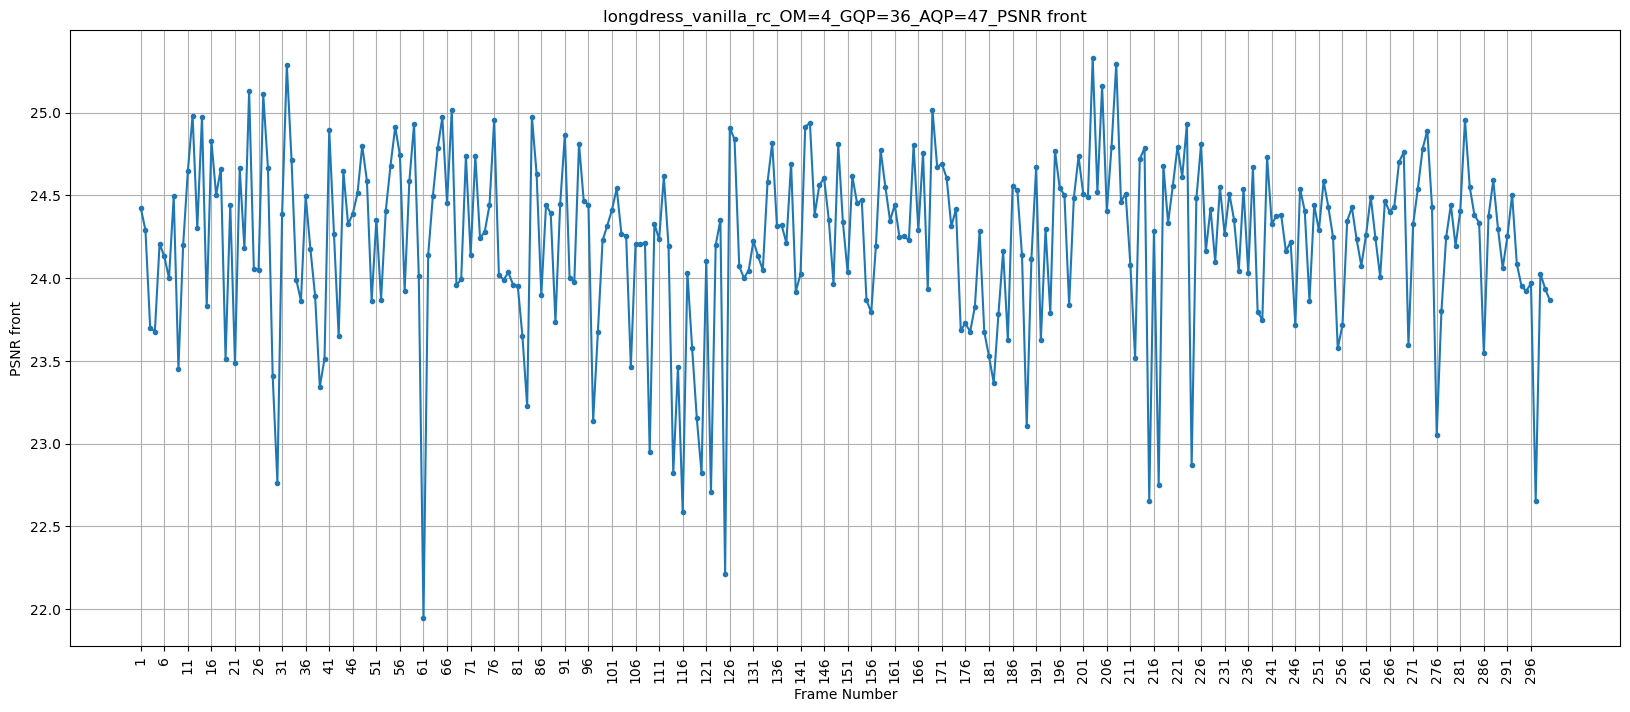 longdress_vanilla_rc_OM=4_GQP=36_AQP=47_PSNR front
PSNR front
25.0
24.5
24.0
23.5
23.0
22.5
22.0
1 6 11 16 21 26 31 36 41 46 51 56 61 66 71 76 81 86 91 96 101 106 111 116 121 126 131 136 141 146 151 156 161 166 171 176 181 186 191 196 201 206 211 216 221 226 231 236 241 246 251 256 261 266 271 276 281 286 291 296
Frame Number